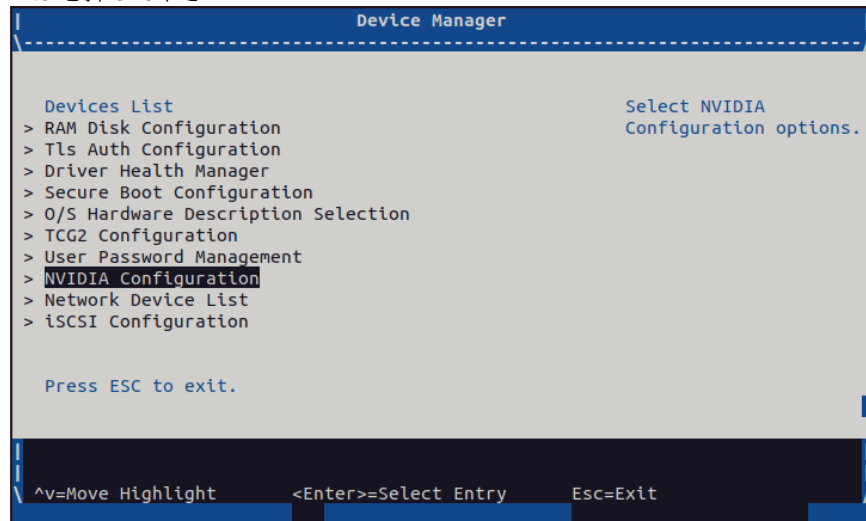 Device Manager
Devices List
Select NVIDIA
> RAM Disk Configuration
Configuration options.
> Tls Auth Configuration
> Driver Health Manager
> Secure Boot Configuration
> O/S Hardware Description Selection
> TCG2 Configuration
> User Password Management
> NVIDIA Configuration
> Network Device List
> iSCSI Configuration
Press ESC to exit.
^v=Move Highlight <Enter>=Select Entry Esc=Exit